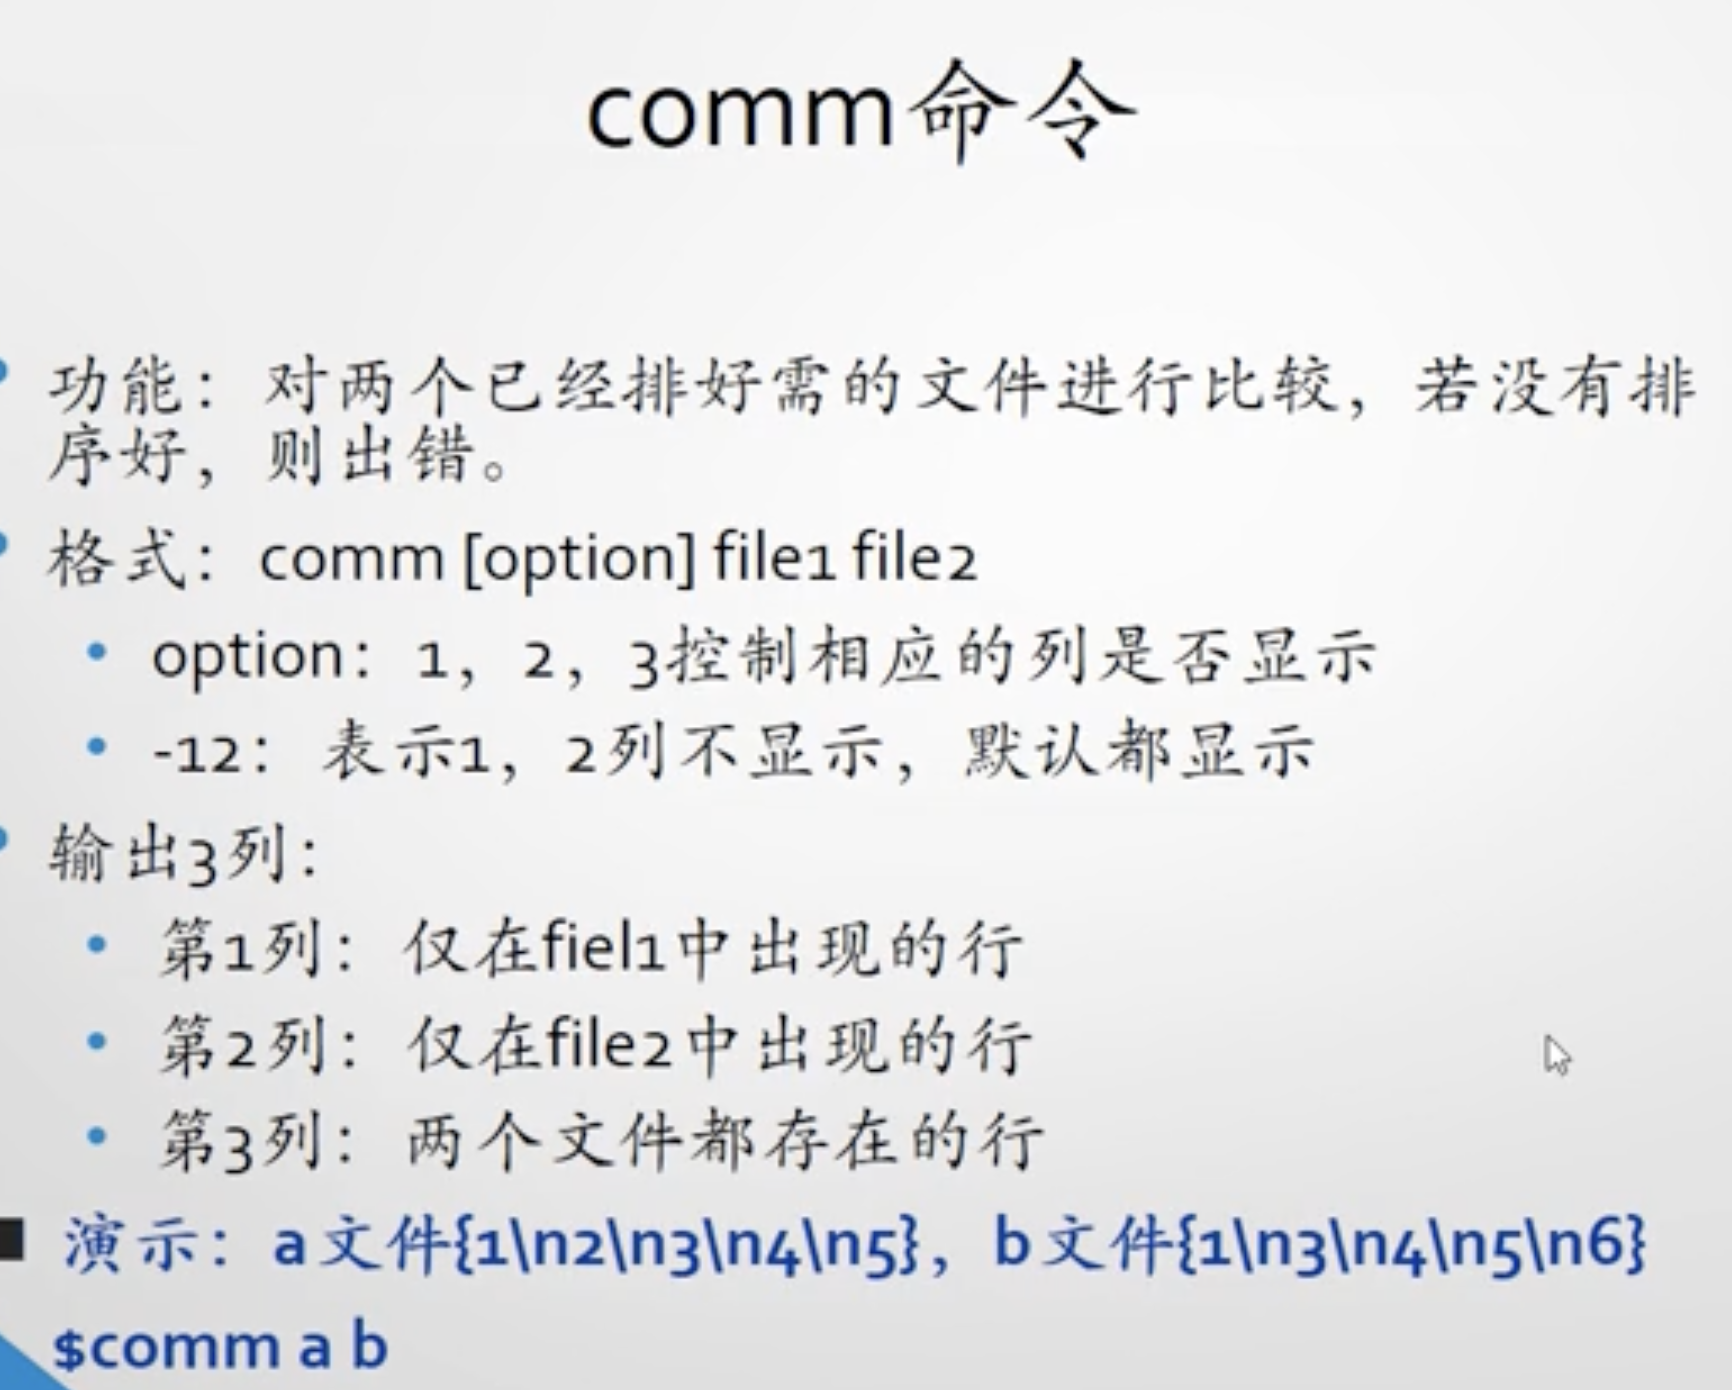 comm命令
功能：对两个已经排好需的文件进行比较，若没有排
序好，则出错。
格式：comm [option] file1 file2
option：1，2，3控制相应的列是否显示
-12：表示1，2列不显示，默认都显示
输出3列：
第1列：仅在fiel1中出现的行
第2列：仅在file2中出现的行
第3列：两个文件都存在的行
演示：a文件{1\n2\n3\n4\n5}，b文件{1\n3\n4\n5\n6}
$comm a b